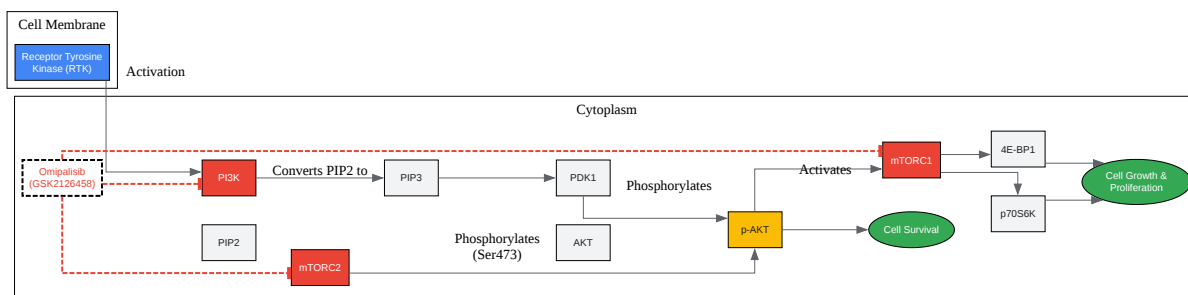 Cell Membrane
Receptor Tyrosine
Kinase (RTK)
Activation
Cytoplasm
Omipalisib
(GSK2126458)
PI3K
Converts PIP2 to
PIP3
PDK1
Phosphorylates
Activates
mTORC1
4E-BP1
Cell Growth &
Proliferation
p70S6K
PIP2
mTORC2
Phosphorylates
(Ser473)
AKT
p-AKT
Cell Survival